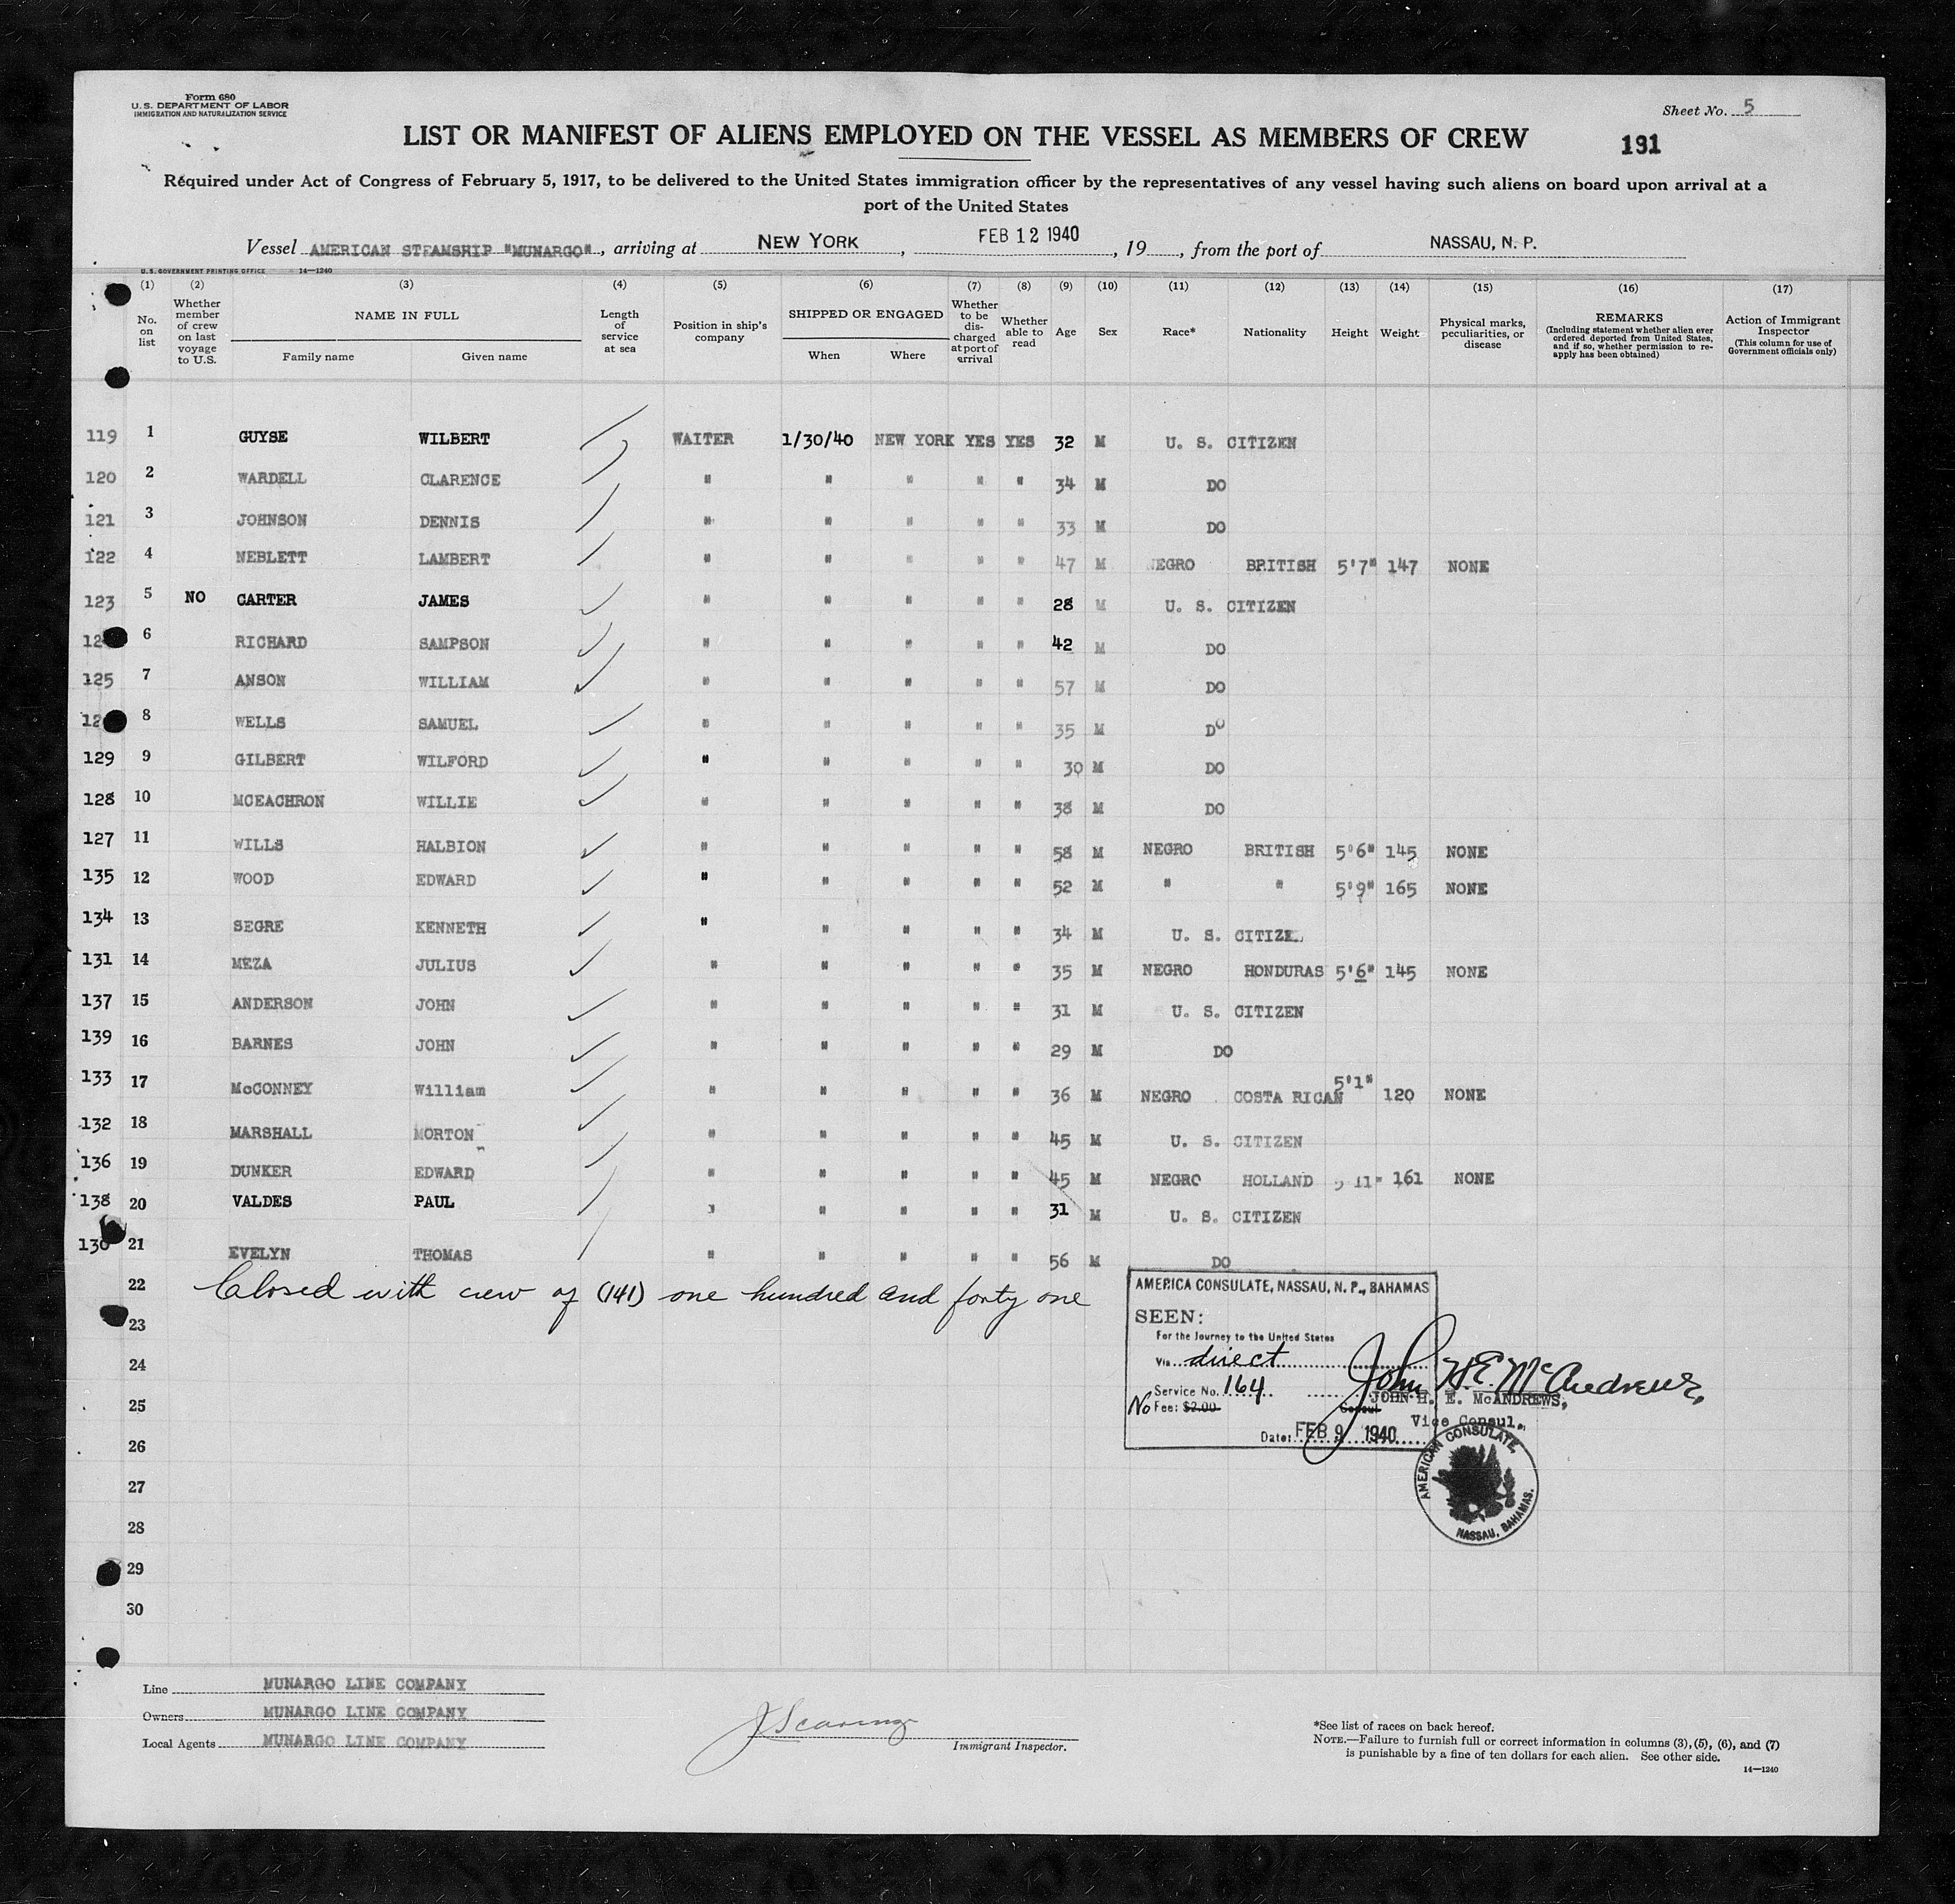 Form 680
U. S. DEPARTMENT OF LABOR
IMMIGRATION AND NATURALIZATION SERVICE
Sheet No. 5
LIST OR MANIFEST OF ALIENS EMPLOYED ON THE VESSEL AS MEMBERS OF CREW
191
Required under Act of Congress of February 5, 1917, to be delivered to the United States immigration officer by the representatives of any vessel having such aliens on board upon arrival at a
port of the United States
Vessel AMERICAN STEAMSHIP "MUNARGO", arriving at NEW YORK, FEB 12 1940, 19, from the port of NASSAU, N. P.
U. S. GOVERNMENT PRINTING OFFICE 14—1240
(1) (2) (3) (4) (5) (6) (7) (8) (9) (10) (11) (12) (13) (14) (15) (16) (17)
No. on list
Whether member of crew on last voyage to U.S.
NAME IN FULL
Family name Given name
Length of service at sea
Position in ship's company
SHIPPED OR ENGAGED
When Where
Whether to be discharged at port of arrival
Whether able to read
Age
Sex
Race*
Nationality
Height
Weight
Physical marks, peculiarities, or disease
REMARKS
(Including statement whether alien ever ordered deported from United States, and if so, whether permission to reapply has been obtained)
Action of Immigrant Inspector
(This column for use of Government officials only)
119 1 GUYSE WILBERT WAITER 1/30/40 NEW YORK YES YES 32 M U. S. CITIZEN
120 2 WARDELL CLARENCE " " " " " 34 M DO
121 3 JOHNSON DENNIS " " " " " 33 M DO
122 4 NEBLETT LAMBERT " " " " " 47 M NEGRO BRITISH 5'7" 147 NONE
123 5 NO CARTER JAMES " " " " " 28 M U. S. CITIZEN
12 6 RICHARD SAMPSON " " " " " 42 M DO
125 7 ANSON WILLIAM " " " " " 57 M DO
12 8 WELLS SAMUEL " " " " " 35 M DO
129 9 GILBERT WILFORD " " " " " 30 M DO
128 10 MCEACHRON WILLIE " " " " " 38 M DO
127 11 WILLS HALBION " " " " " 58 M NEGRO BRITISH 5'6" 145 NONE
135 12 WOOD EDWARD " " " " " 52 M " " 5'9" 165 NONE
134 13 SEGRE KENNETH " " " " " 34 M U. S. CITIZE
131 14 MEZA JULIUS " " " " " 35 M NEGRO HONDURAS 5'6" 145 NONE
137 15 ANDERSON JOHN " " " " " 31 M U. S. CITIZEN
139 16 BARNES JOHN " " " " " 29 M DO
133 17 McCONNEY William " " " " " 36 M NEGRO COSTA RICAN 5'1" 120 NONE
132 18 MARSHALL MORTON " " " " " 45 M U. S. CITIZEN
136 19 DUNKER EDWARD " " " " " 45 M NEGRO HOLLAND 11" 161 NONE
138 20 VALDES PAUL " " " " " 31 M U. S. CITIZEN
130 21 EVELYN THOMAS " " " " " 56 M DO
22 Closed with crew of (141) one hundred and forty one
23
24
25
26
27
28
29
30
AMERICA CONSULATE, NASSAU, N. P., BAHAMAS
SEEN:
For the Journey to the United States
Via direct
Service No. 164
No Fee: $2.00
John H.E. McAndrews
JOHN H. E. McANDREWS,
Consul
Vice Consul.
Date: FEB 9 1940
AMERICAN CONSULATE,
NASSAU, BAHAMAS.
Line MUNARGO LINE COMPANY
Owners MUNARGO LINE COMPANY
Local Agents MUNARGO LINE COMPANY
Immigrant Inspector.
*See list of races on back hereof.
NOTE.—Failure to furnish full or correct information in columns (3), (5), (6), and (7)
is punishable by a fine of ten dollars for each alien. See other side.
14—1240